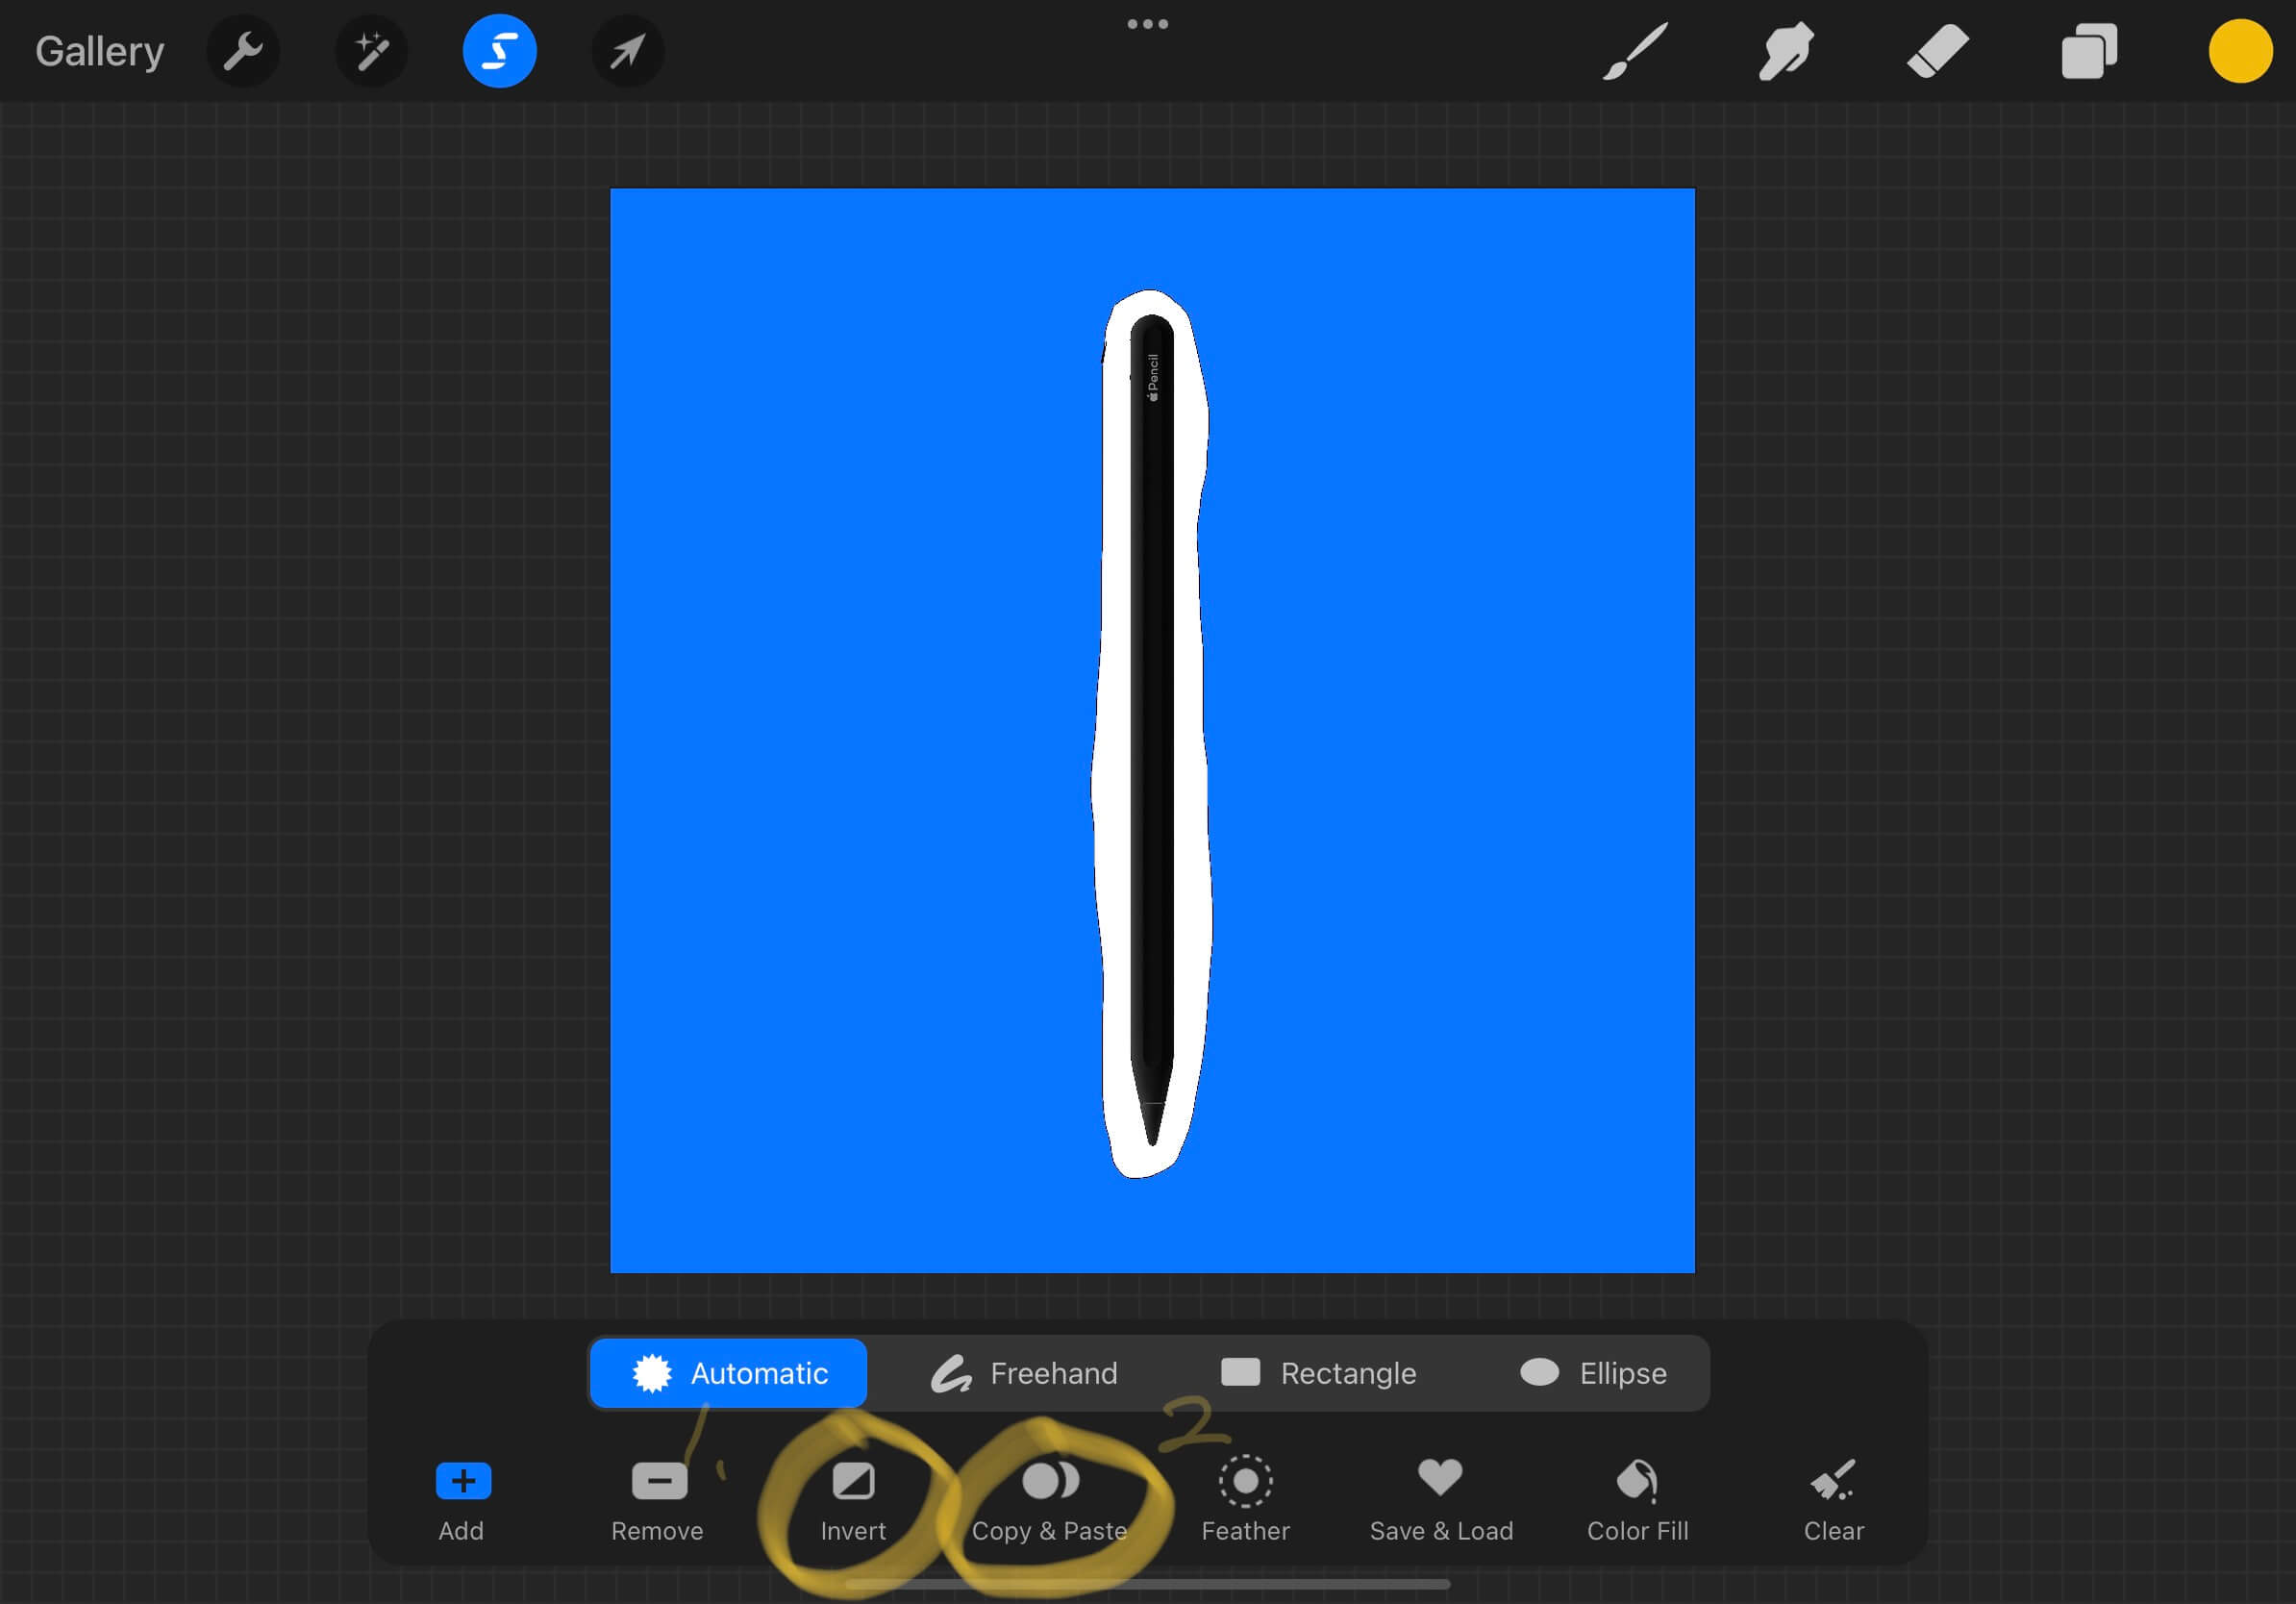 Gallery
Pencil
Automatic Freehand Rectangle Ellipse
1. 2
Add Remove Invert Copy & Paste Feather Save & Load Color Fill Clear